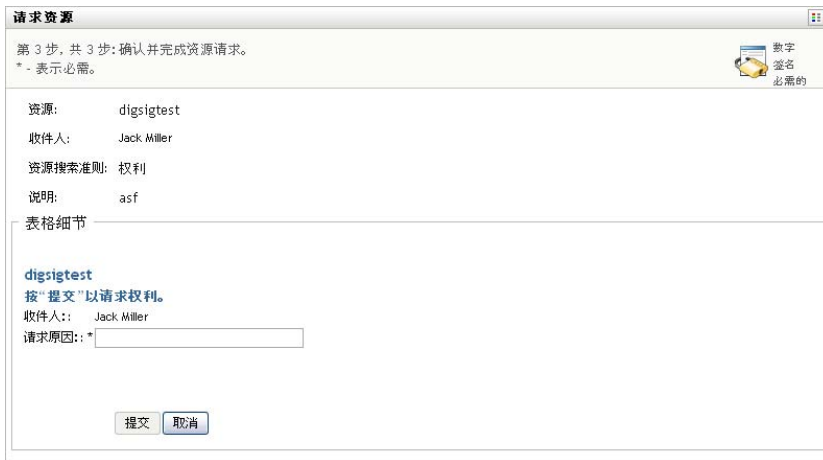 请求资源
第 3 步, 共 3 步: 确认并完成资源请求。
* - 表示必需。
数字
签名
必需的
资源: digsigtest
收件人: Jack Miller
资源搜索准则: 权利
说明: asf
表格细节
digsigtest
按“提交”以请求权利。
收件人:: Jack Miller
请求原因:: *
提交 取消